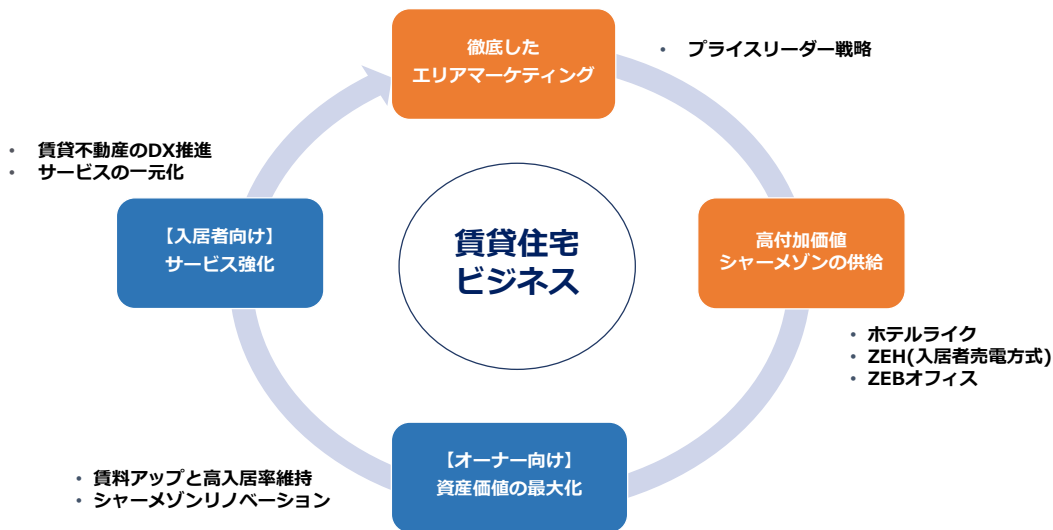 徹底した
エリアマーケティング
• プライスリーダー戦略
• 賃貸不動産のDX推進
• サービスの一元化
【入居者向け】
サービス強化
賃貸住宅
ビジネス
高付加価値
シャーメゾンの供給
• ホテルライク
• ZEH(入居者売電方式)
• ZEBオフィス
【オーナー向け】
資産価値の最大化
• 賃料アップと高入居率維持
• シャーメゾンリノベーション